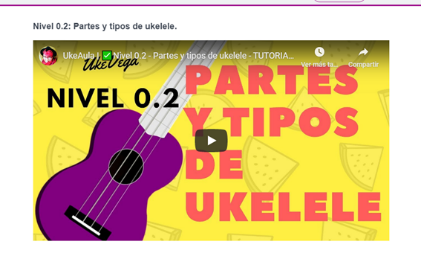 Nivel 0.2: Partes y tipos de ukelele.
UkeAula | ✅ Nivel 0.2 - Partes y tipos de ukelele - TUTORIA...
Ver más ta...
Compartir
UkeVega
NIVEL 0.2
PARTES
Y TIPOS
DE
UKELELE